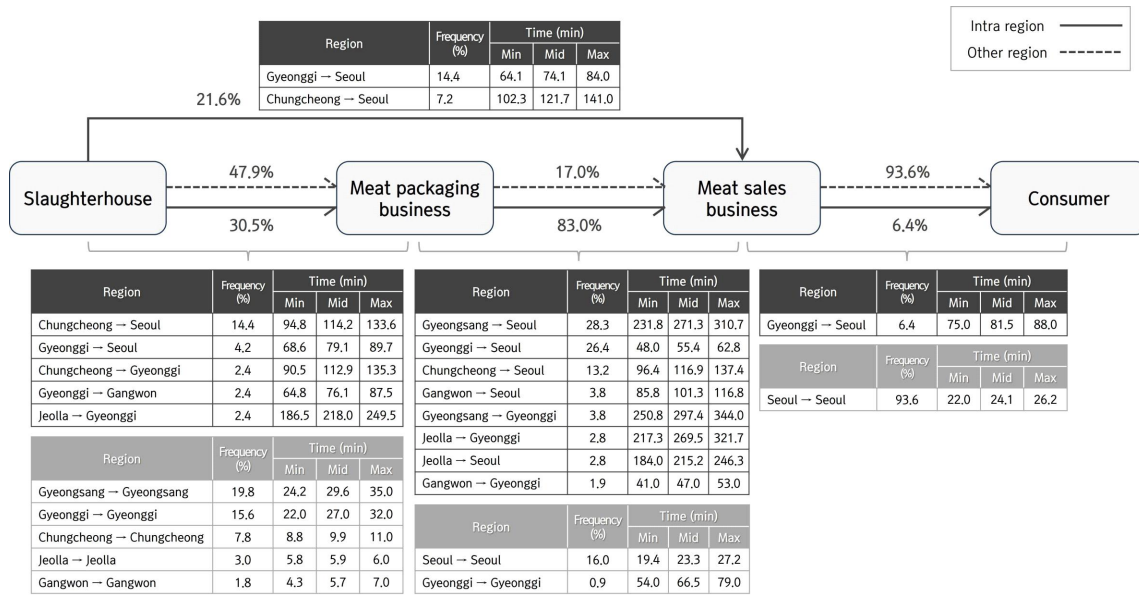 Region Frequency (%) Time (min)
Min Mid Max
Gyeonggi → Seoul 14.4 64.1 74.1 84.0
Chungcheong → Seoul 7.2 102.3 121.7 141.0
Intra region
Other region
21.6%
Slaughterhouse
47.9%
30.5%
Meat packaging
business
17.0%
83.0%
Meat sales
business
93.6%
6.4%
Consumer
Region Frequency (%) Time (min)
Min Mid Max
Chungcheong → Seoul 14.4 94.8 114.2 133.6
Gyeonggi → Seoul 4.2 68.6 79.1 89.7
Chungcheong → Gyeonggi 2.4 90.5 112.9 135.3
Gyeonggi → Gangwon 2.4 64.8 76.1 87.5
Jeolla → Gyeonggi 2.4 186.5 218.0 249.5
Region Frequency (%) Time (min)
Min Mid Max
Gyeongsang → Gyeongsang 19.8 24.2 29.6 35.0
Gyeonggi → Gyeonggi 15.6 22.0 27.0 32.0
Chungcheong → Chungcheong 7.8 8.8 9.9 11.0
Jeolla → Jeolla 3.0 5.8 5.9 6.0
Gangwon → Gangwon 1.8 4.3 5.7 7.0
Region Frequency (%) Time (min)
Min Mid Max
Gyeongsang → Seoul 28.3 231.8 271.3 310.7
Gyeonggi → Seoul 26.4 48.0 55.4 62.8
Chungcheong → Seoul 13.2 96.4 116.9 137.4
Gangwon → Seoul 3.8 85.8 101.3 116.8
Gyeongsang → Gyeonggi 3.8 250.8 297.4 344.0
Jeolla → Gyeonggi 2.8 217.3 269.5 321.7
Jeolla → Seoul 2.8 184.0 215.2 246.3
Gangwon → Gyeonggi 1.9 41.0 47.0 53.0
Region Frequency (%) Time (min)
Min Mid Max
Seoul → Seoul 16.0 19.4 23.3 27.2
Gyeonggi → Gyeonggi 0.9 54.0 66.5 79.0
Region Frequency (%) Time (min)
Min Mid Max
Gyeonggi → Seoul 6.4 75.0 81.5 88.0
Region Frequency (%) Time (min)
Min Mid Max
Seoul → Seoul 93.6 22.0 24.1 26.2